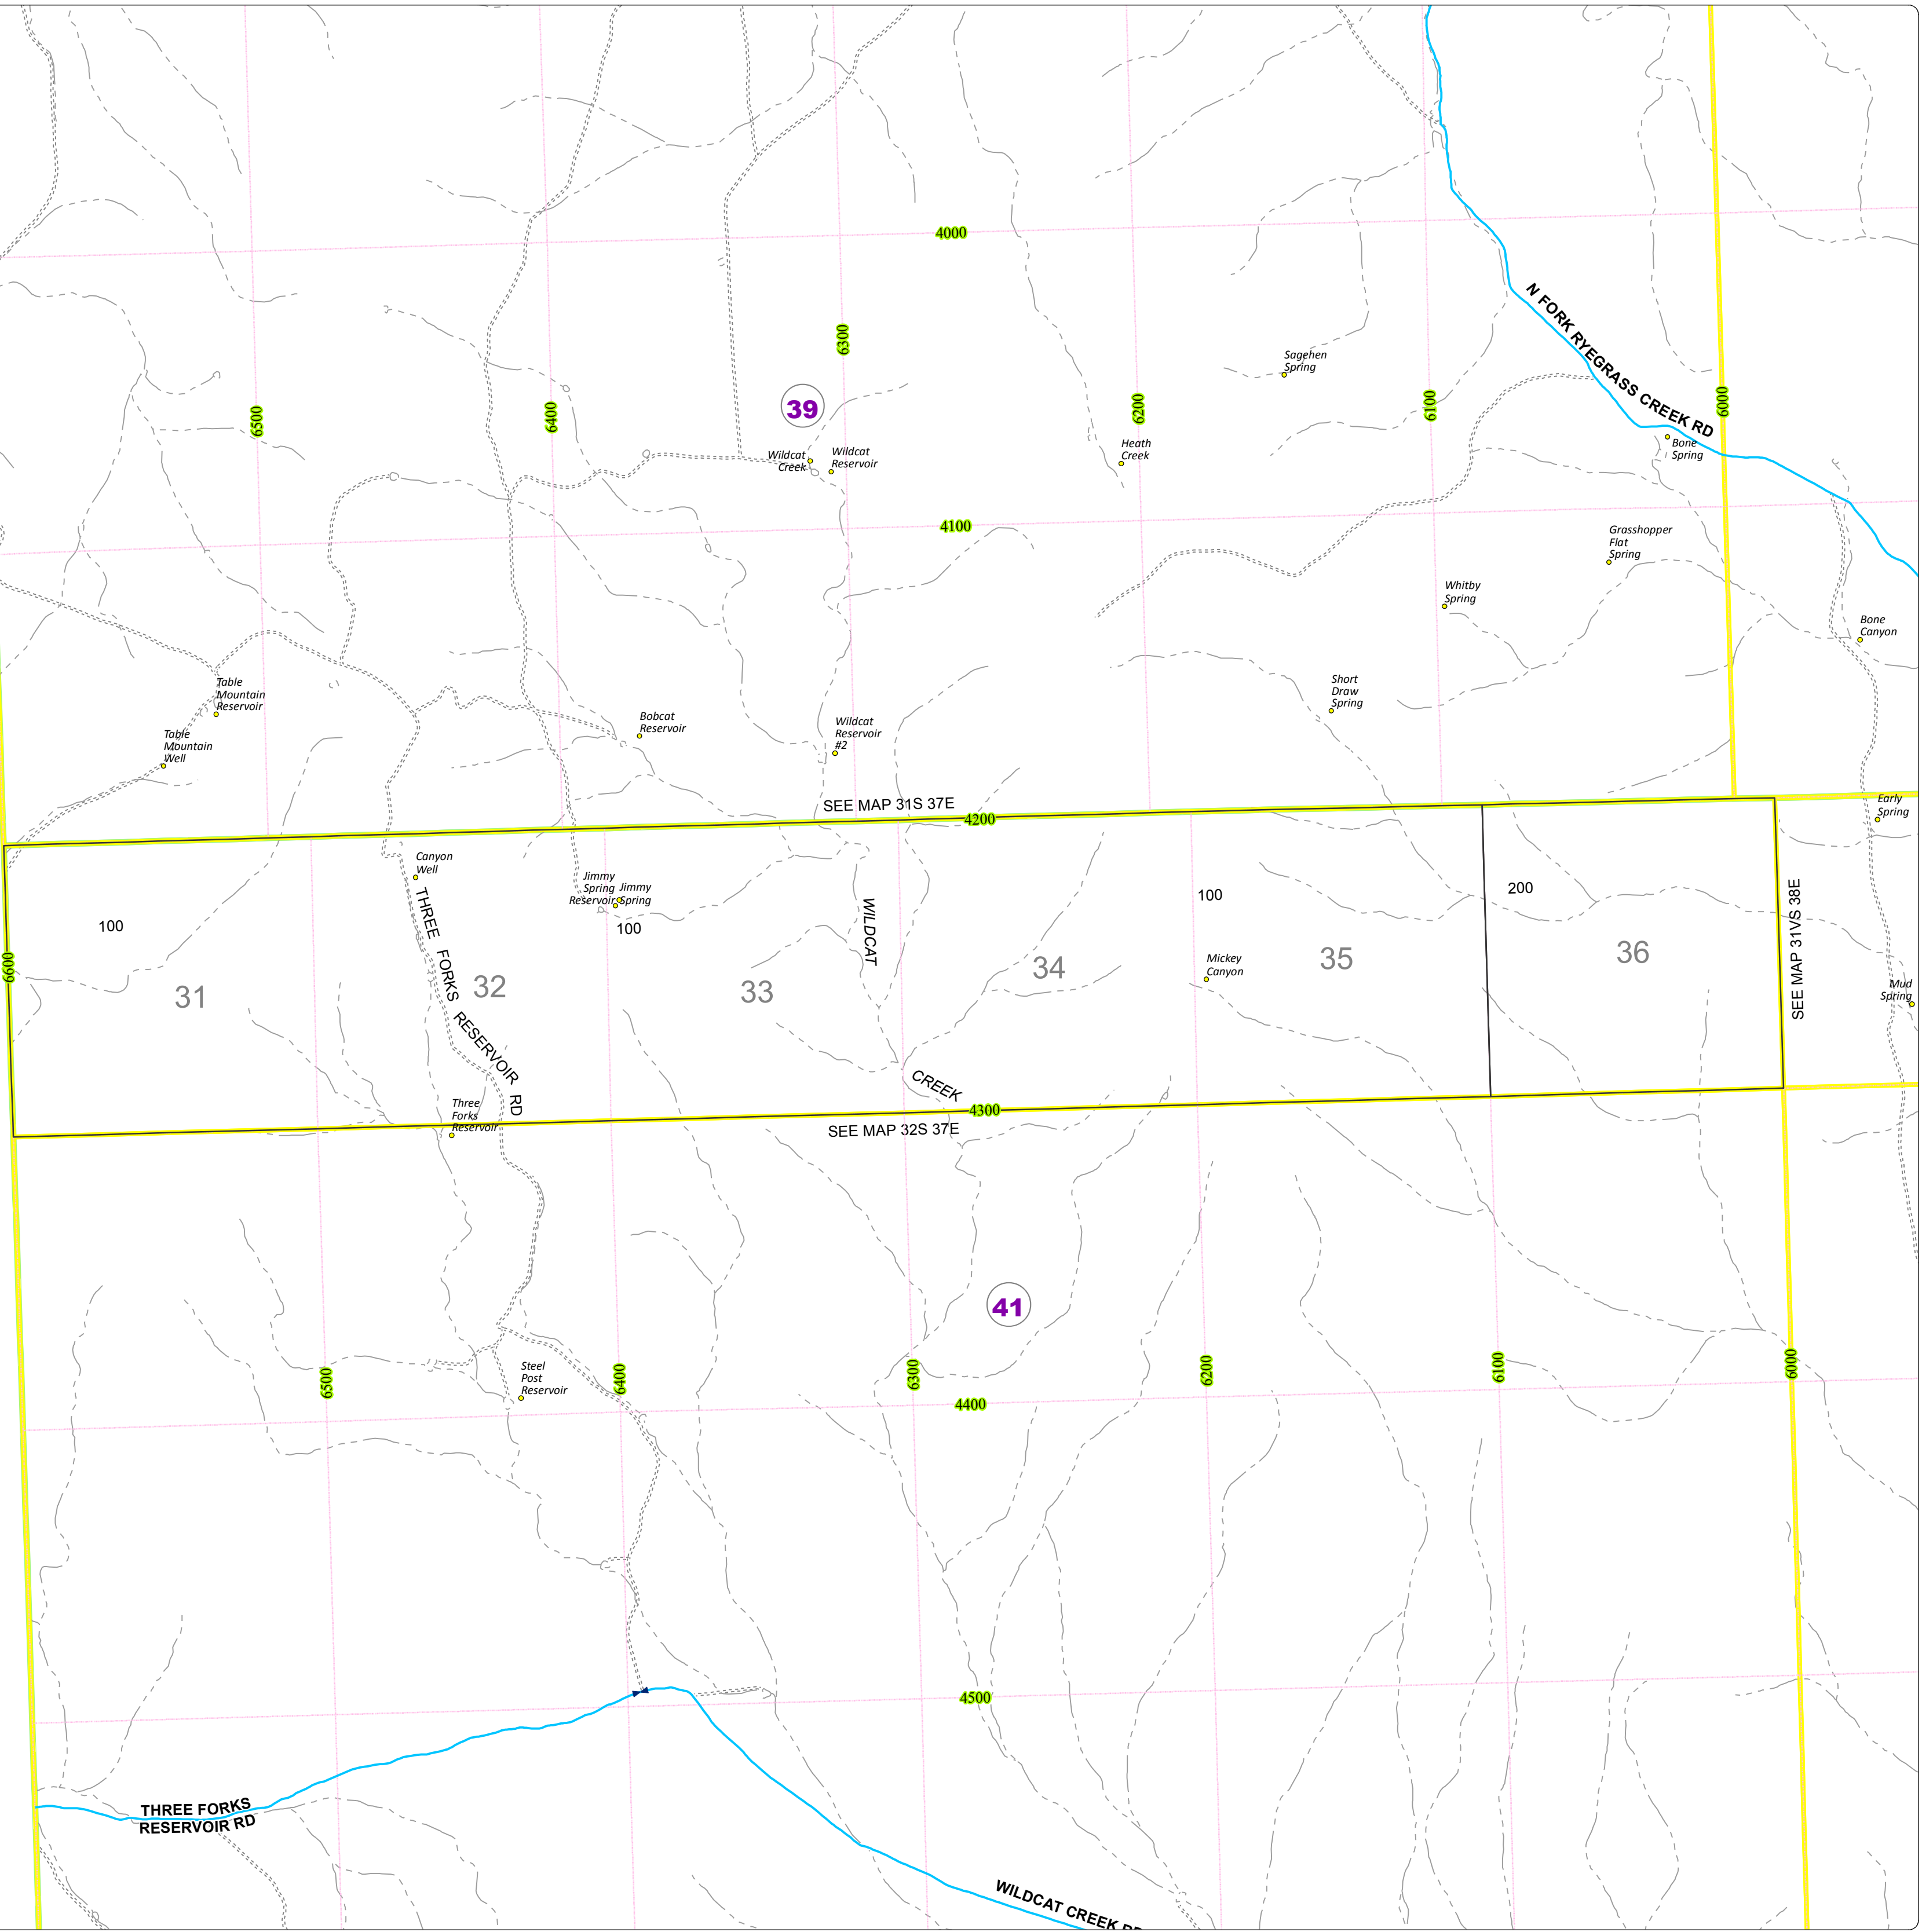 4000
N FORK RYEGRASS CREEK RD
6500
6400
6300
39
6200
6100
6000
Sagehen
Spring
Wildcat
Creek
Wildcat
Reservoir
Heath
Creek
Bone
Spring
4100
Grasshopper
Flat
Spring
Whitby
Spring
Bone
Canyon
Table
Mountain
Reservoir
Table
Mountain
Well
Bobcat
Reservoir
Wildcat
Reservoir
#2
Short
Draw
Spring
SEE MAP 31S 37E
4200
Early
Spring
Canyon
Well
Jimmy
Spring
Reservoir
Jimmy
Spring
100
100
100
200
6600
THREE FORKS RESERVOIR RD
WILDCAT
CREEK
31
32
33
34
35
36
Mickey
Canyon
SEE MAP 31VS 38E
Mud
Spring
Three
Forks
Reservoir
4300
SEE MAP 32S 37E
41
Steel
Post
Reservoir
6500
6400
6300
6200
6100
6000
4400
4500
THREE FORKS
RESERVOIR RD
WILDCAT CREEK RD